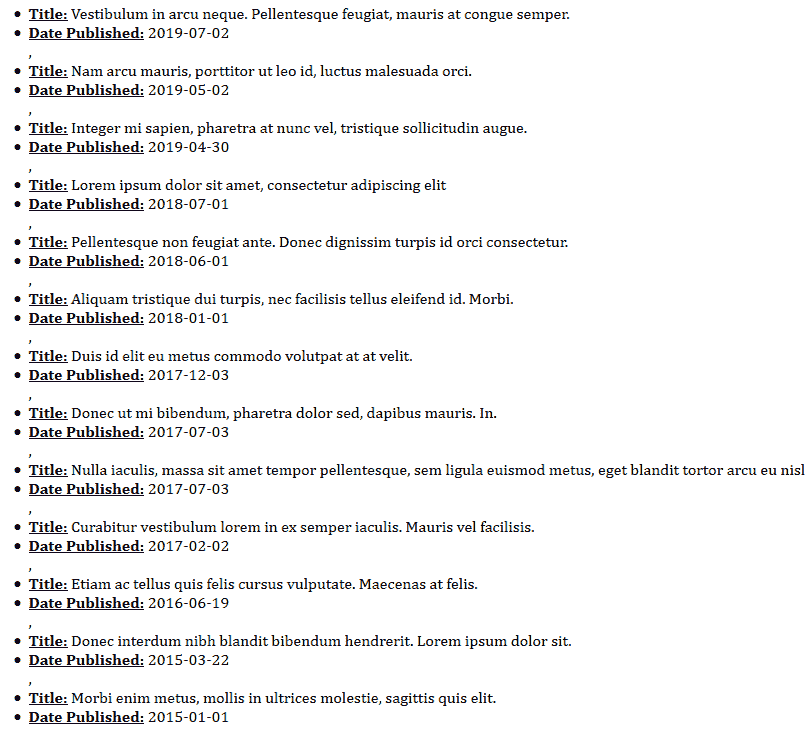 • Title: Vestibulum in arcu neque. Pellentesque feugiat, mauris at congue semper.
• Date Published: 2019-07-02
,
• Title: Nam arcu mauris, porttitor ut leo id, luctus malesuada orci.
• Date Published: 2019-05-02
,
• Title: Integer mi sapien, pharetra at nunc vel, tristique sollicitudin augue.
• Date Published: 2019-04-30
,
• Title: Lorem ipsum dolor sit amet, consectetur adipiscing elit
• Date Published: 2018-07-01
,
• Title: Pellentesque non feugiat ante. Donec dignissim turpis id orci consectetur.
• Date Published: 2018-06-01
,
• Title: Aliquam tristique dui turpis, nec facilisis tellus eleifend id. Morbi.
• Date Published: 2018-01-01
,
• Title: Duis id elit eu metus commodo volutpat at at velit.
• Date Published: 2017-12-03
,
• Title: Donec ut mi bibendum, pharetra dolor sed, dapibus mauris. In.
• Date Published: 2017-07-03
,
• Title: Nulla iaculis, massa sit amet tempor pellentesque, sem ligula euismod metus, eget blandit tortor arcu eu nisl
• Date Published: 2017-07-03
,
• Title: Curabitur vestibulum lorem in ex semper iaculis. Mauris vel facilisis.
• Date Published: 2017-02-02
,
• Title: Etiam ac tellus quis felis cursus vulputate. Maecenas at felis.
• Date Published: 2016-06-19
,
• Title: Donec interdum nibh blandit bibendum hendrerit. Lorem ipsum dolor sit.
• Date Published: 2015-03-22
,
• Title: Morbi enim metus, mollis in ultrices molestie, sagittis quis elit.
• Date Published: 2015-01-01